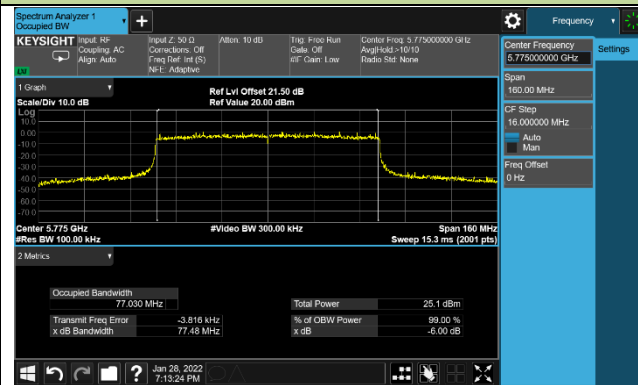 Spectrum Analyzer 1
Occupied BW
Frequency
KEYSIGHT
Input: RF
Coupling: AC
Align: Auto
Input Z: 50 Ω
Corrections: Off
Freq Ref: Int (S)
NFE: Adaptive
Atten: 10 dB
Trig: Free Run
Gate: Off
#IF Gain: Low
Center Freq: 5.775000000 GHz
Avg|Hold:>10/10
Radio Std: None
LM
Center Frequency
5.775000000 GHz
Settings
Span
160.00 MHz
CF Step
16.000000 MHz
Auto
Man
Freq Offset
0 Hz
1 Graph
Scale/Div 10.0 dB
Ref Lvl Offset 21.50 dB
Ref Value 20.00 dBm
Log
10.0
0.00
-10.0
-20.0
-30.0
-40.0
-50.0
-60.0
-70.0
Center 5.775 GHz
#Res BW 100.00 kHz
#Video BW 300.00 kHz
Span 160 MHz
Sweep 15.3 ms (2001 pts)
2 Metrics
Occupied Bandwidth
77.030 MHz
Total Power 25.1 dBm
Transmit Freq Error -3.816 kHz
% of OBW Power 99.00 %
x dB Bandwidth 77.48 MHz
x dB -6.00 dB
Jan 28, 2022
7:13:24 PM